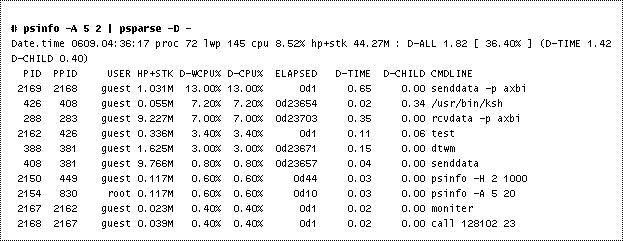 # psinfo -A 5 2 | psparse -D -
Date.time 0609.04:36:17 proc 72 lwp 145 cpu 8.52% hp+stk 44.27M : D-ALL 1.82 [ 36.40% ] (D-TIME 1.42
D-CHILD 0.40)
PID PPID USER HP+STK D-WCPU% D-CPU% ELAPSED D-TIME D-CHILD CMDLINE
2169 2168 guest 1.031M 13.00% 13.00% 0d1 0.65 0.00 senddata -p axbi
426 408 guest 0.055M 7.20% 7.20% 0d23654 0.02 0.34 /usr/bin/ksh
288 283 guest 9.227M 7.00% 7.00% 0d23703 0.35 0.00 rcvdata -p axbi
2162 426 guest 0.336M 3.40% 3.40% 0d1 0.11 0.06 test
388 381 guest 1.625M 3.00% 3.00% 0d23671 0.15 0.00 dtwm
408 381 guest 9.766M 0.80% 0.80% 0d23657 0.04 0.00 senddata
2150 449 guest 0.117M 0.60% 0.60% 0d44 0.03 0.00 psinfo -H 2 1000
2154 830 root 0.117M 0.60% 0.60% 0d10 0.03 0.00 psinfo -A 5 20
2167 2162 guest 0.023M 0.40% 0.40% 0d1 0.02 0.00 moniter
2168 2167 guest 0.039M 0.40% 0.40% 0d1 0.02 0.00 call 128102 23